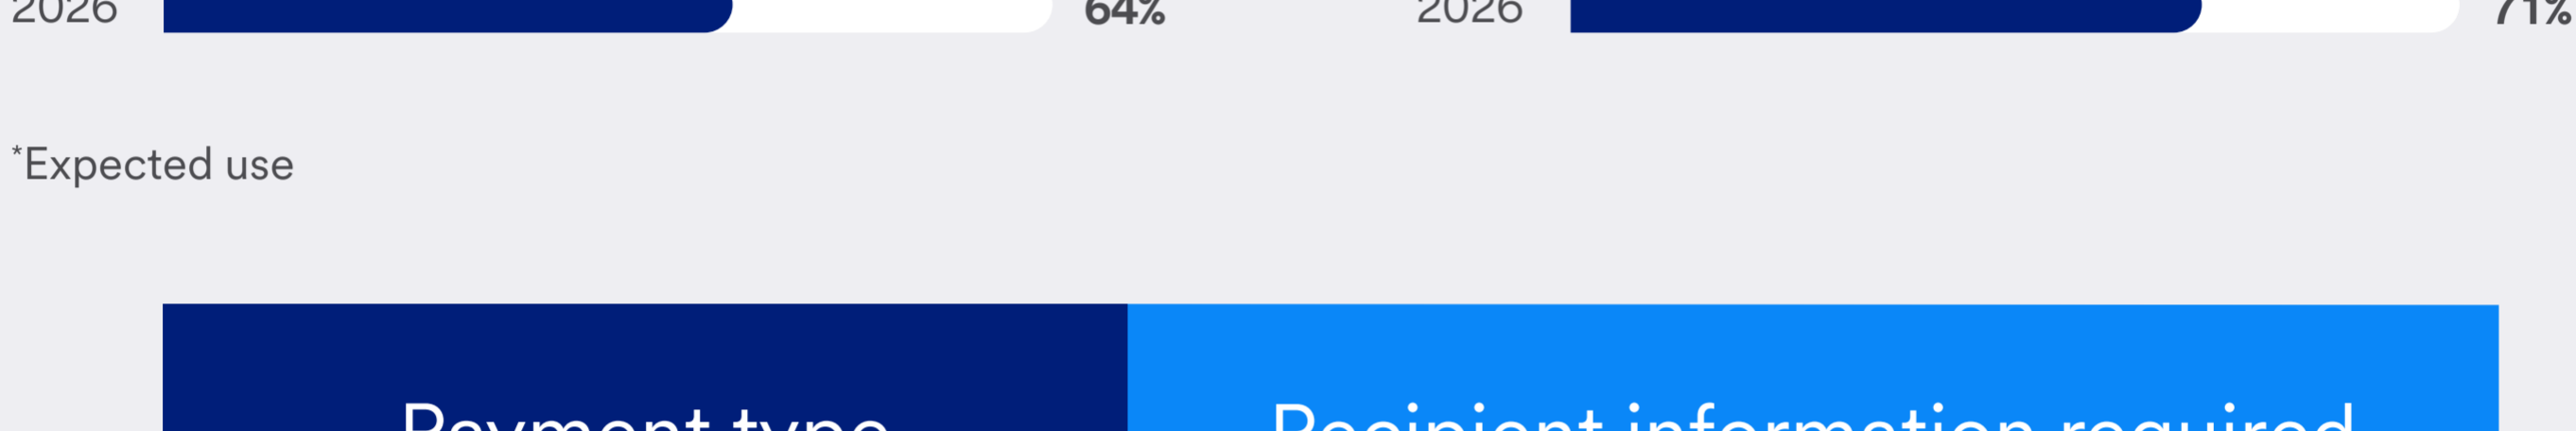 2026 64% 2026 71%
*Expected use
Payment type Recipient information required